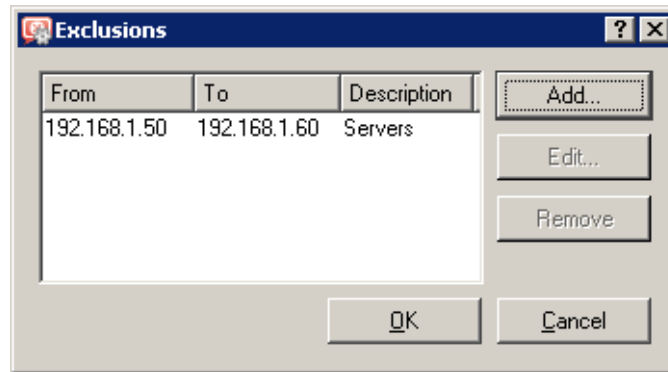 Exclusions
From To Description
192.168.1.50 192.168.1.60 Servers
Add...
Edit...
Remove
OK Cancel